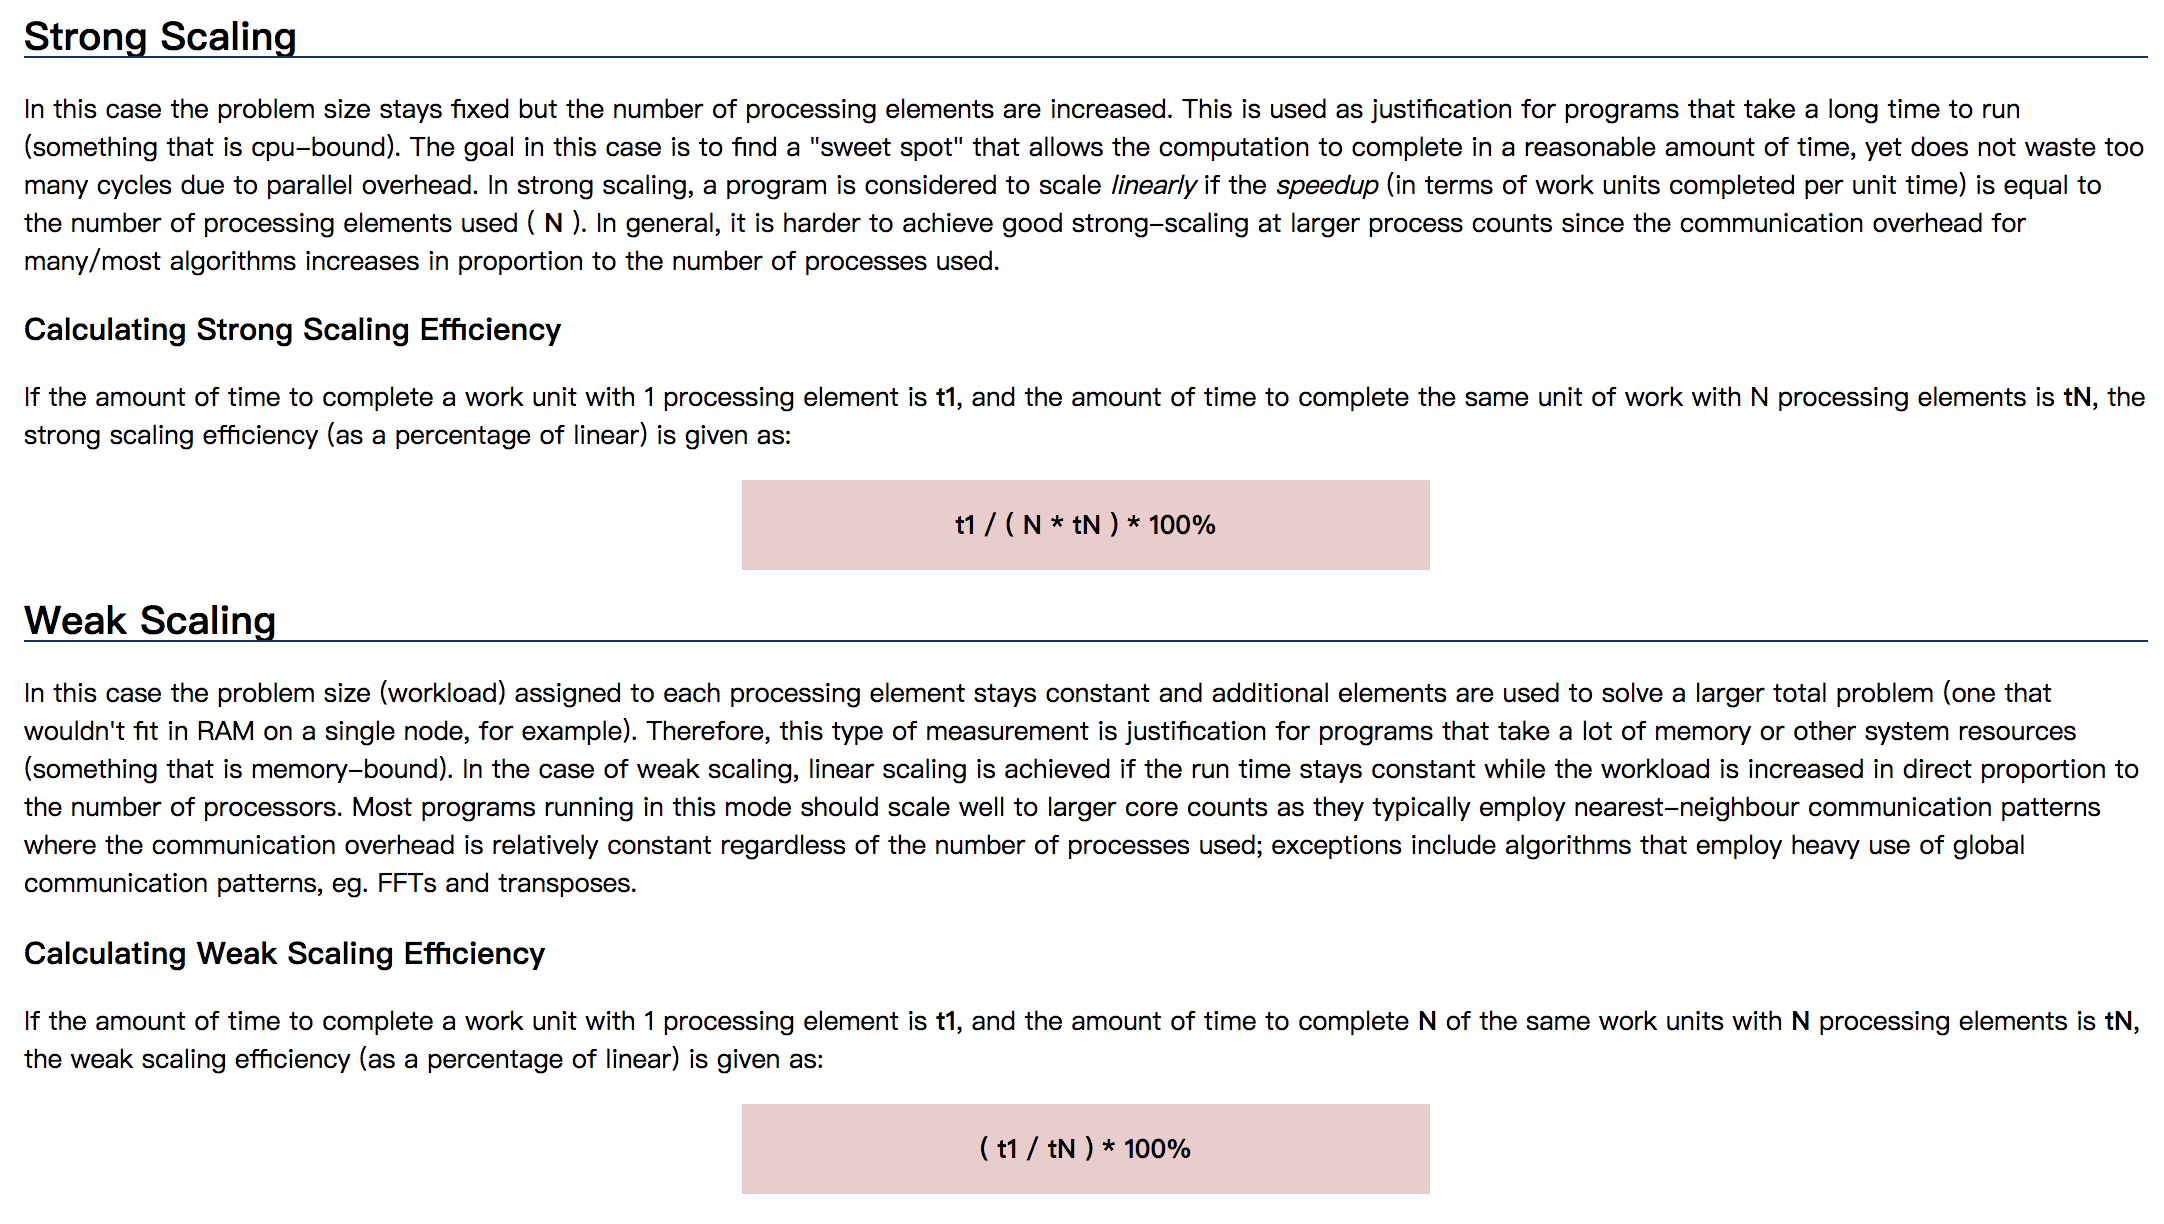 Strong Scaling
In this case the problem size stays fixed but the number of processing elements are increased. This is used as justification for programs that take a long time to run
(something that is cpu-bound). The goal in this case is to find a "sweet spot" that allows the computation to complete in a reasonable amount of time, yet does not waste too
many cycles due to parallel overhead. In strong scaling, a program is considered to scale linearly if the speedup (in terms of work units completed per unit time) is equal to
the number of processing elements used ( N ). In general, it is harder to achieve good strong-scaling at larger process counts since the communication overhead for
many/most algorithms increases in proportion to the number of processes used.
Calculating Strong Scaling Efficiency
If the amount of time to complete a work unit with 1 processing element is t1, and the amount of time to complete the same unit of work with N processing elements is tN, the
strong scaling efficiency (as a percentage of linear) is given as:
t1 / ( N * tN ) * 100%
Weak Scaling
In this case the problem size (workload) assigned to each processing element stays constant and additional elements are used to solve a larger total problem (one that
wouldn't fit in RAM on a single node, for example). Therefore, this type of measurement is justification for programs that take a lot of memory or other system resources
(something that is memory-bound). In the case of weak scaling, linear scaling is achieved if the run time stays constant while the workload is increased in direct proportion to
the number of processors. Most programs running in this mode should scale well to larger core counts as they typically employ nearest-neighbour communication patterns
where the communication overhead is relatively constant regardless of the number of processes used; exceptions include algorithms that employ heavy use of global
communication patterns, eg. FFTs and transposes.
Calculating Weak Scaling Efficiency
If the amount of time to complete a work unit with 1 processing element is t1, and the amount of time to complete N of the same work units with N processing elements is tN,
the weak scaling efficiency (as a percentage of linear) is given as:
( t1 / tN ) * 100%